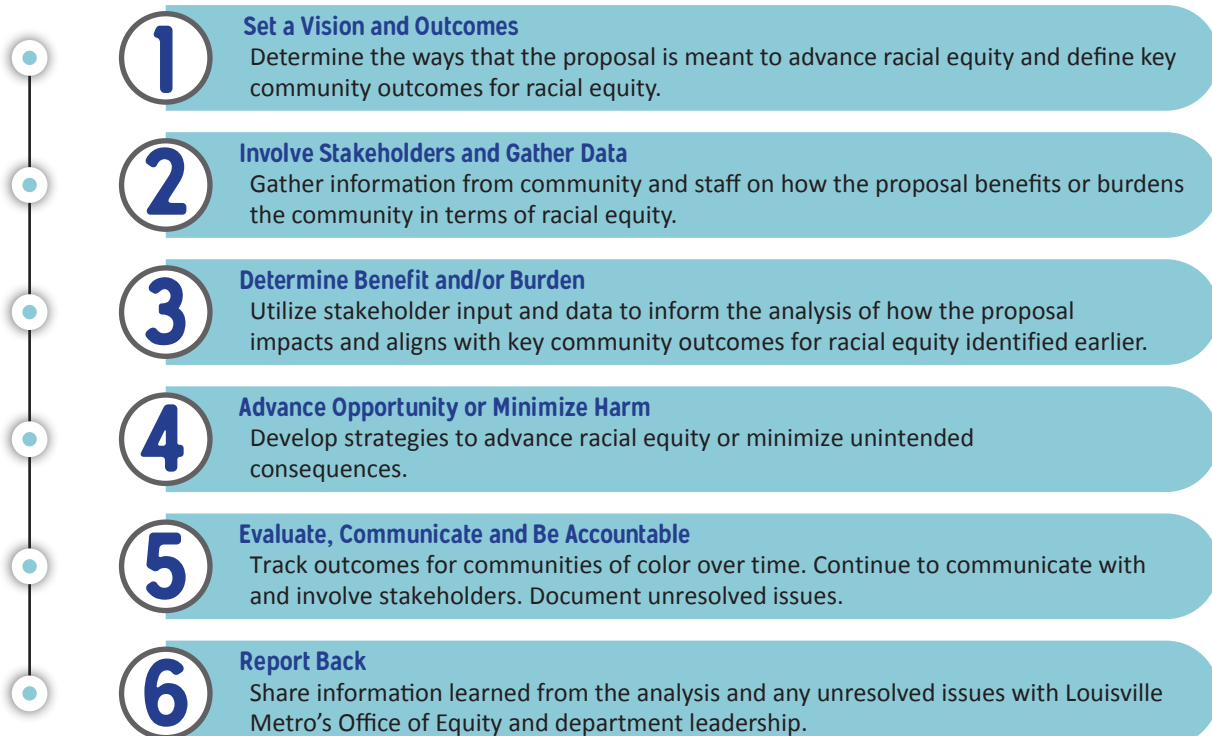 1
Set a Vision and Outcomes
Determine the ways that the proposal is meant to advance racial equity and define key
community outcomes for racial equity.
2
Involve Stakeholders and Gather Data
Gather information from community and staff on how the proposal benefits or burdens
the community in terms of racial equity.
3
Determine Benefit and/or Burden
Utilize stakeholder input and data to inform the analysis of how the proposal
impacts and aligns with key community outcomes for racial equity identified earlier.
4
Advance Opportunity or Minimize Harm
Develop strategies to advance racial equity or minimize unintended
consequences.
5
Evaluate, Communicate and Be Accountable
Track outcomes for communities of color over time. Continue to communicate with
and involve stakeholders. Document unresolved issues.
6
Report Back
Share information learned from the analysis and any unresolved issues with Louisville
Metro’s Office of Equity and department leadership.